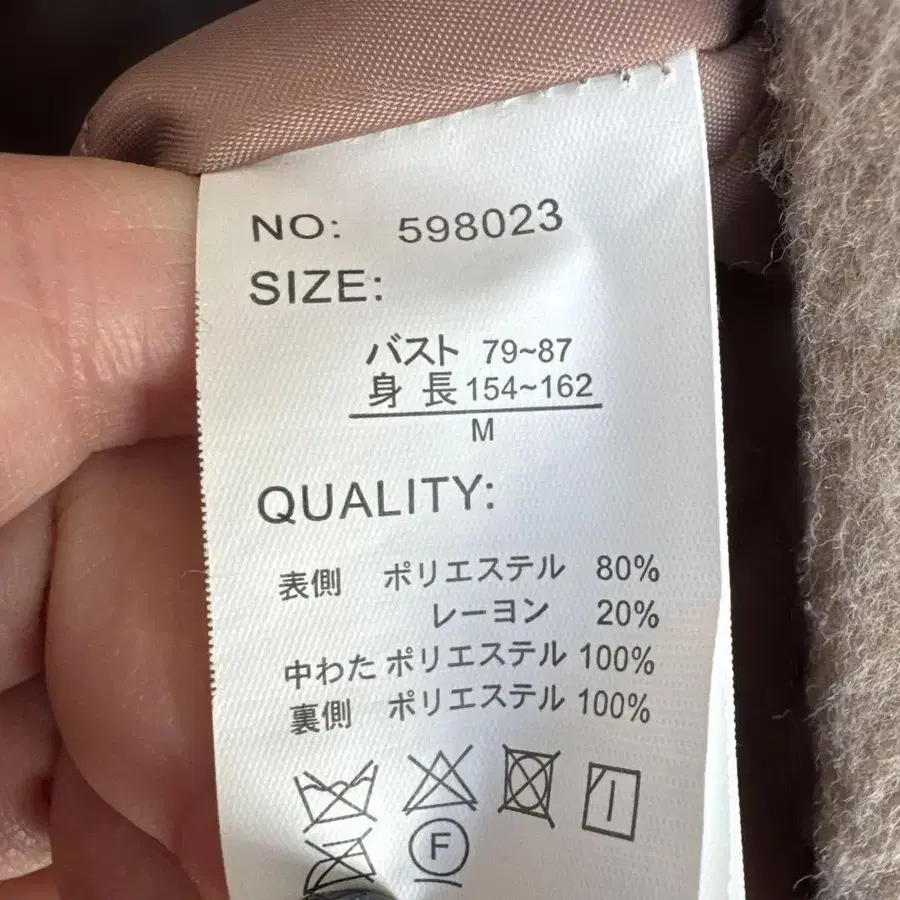 NO: 598023
SIZE:
バスト 79~87
身 長 154~162
M
QUALITY:
表側 ポリエステル 80%
レーヨン 20%
中わた ポリエステル 100%
裏側 ポリエステル 100%
F